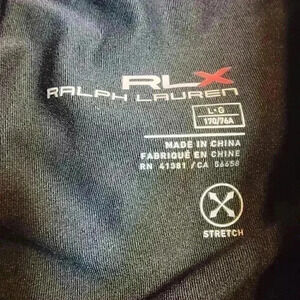 RLX
RALPH LAUREN
L·G
170/76A
MADE IN CHINA
FABRIQUÉ EN CHINE
RN 41381 / CA 56658
STRETCH